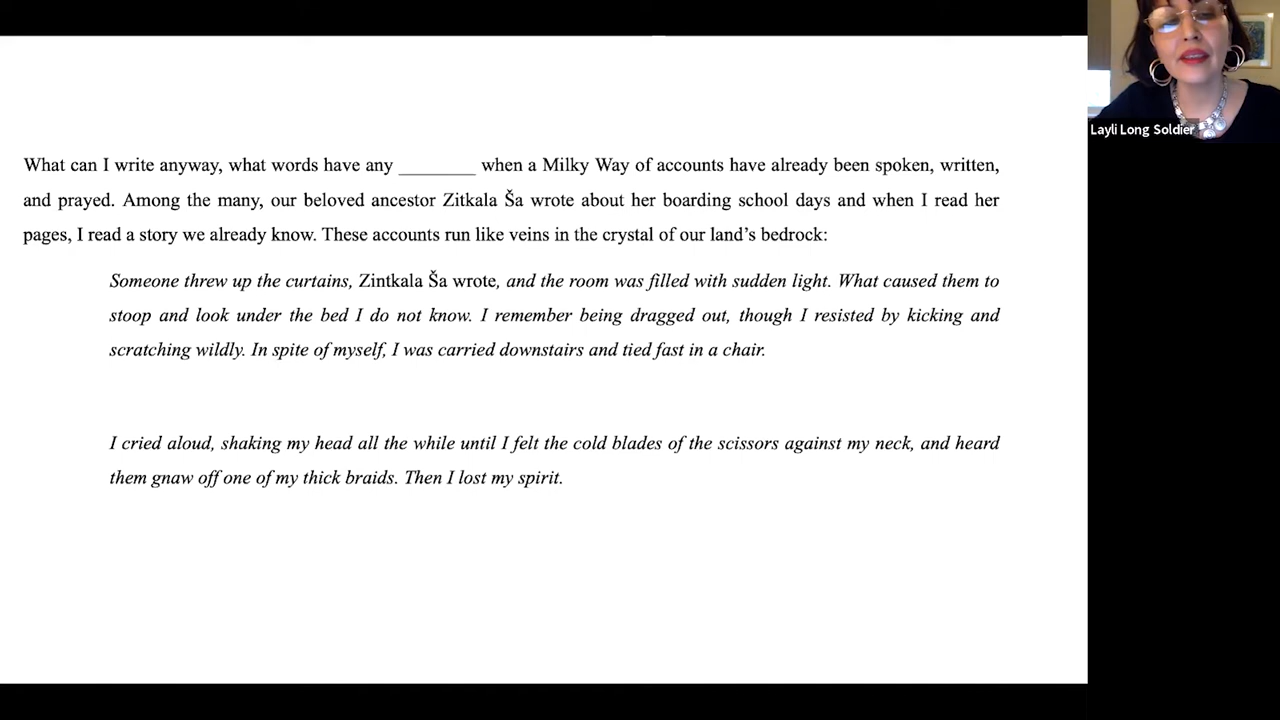 What can I write anyway, what words have any ________ when a Milky Way of accounts have already been spoken, written,
and prayed. Among the many, our beloved ancestor Zitkala Ša wrote about her boarding school days and when I read her
pages, I read a story we already know. These accounts run like veins in the crystal of our land’s bedrock:
Someone threw up the curtains, Zintkala Ša wrote, and the room was filled with sudden light. What caused them to
stoop and look under the bed I do not know. I remember being dragged out, though I resisted by kicking and
scratching wildly. In spite of myself, I was carried downstairs and tied fast in a chair.
I cried aloud, shaking my head all the while until I felt the cold blades of the scissors against my neck, and heard
them gnaw off one of my thick braids. Then I lost my spirit.
Layli Long Soldier